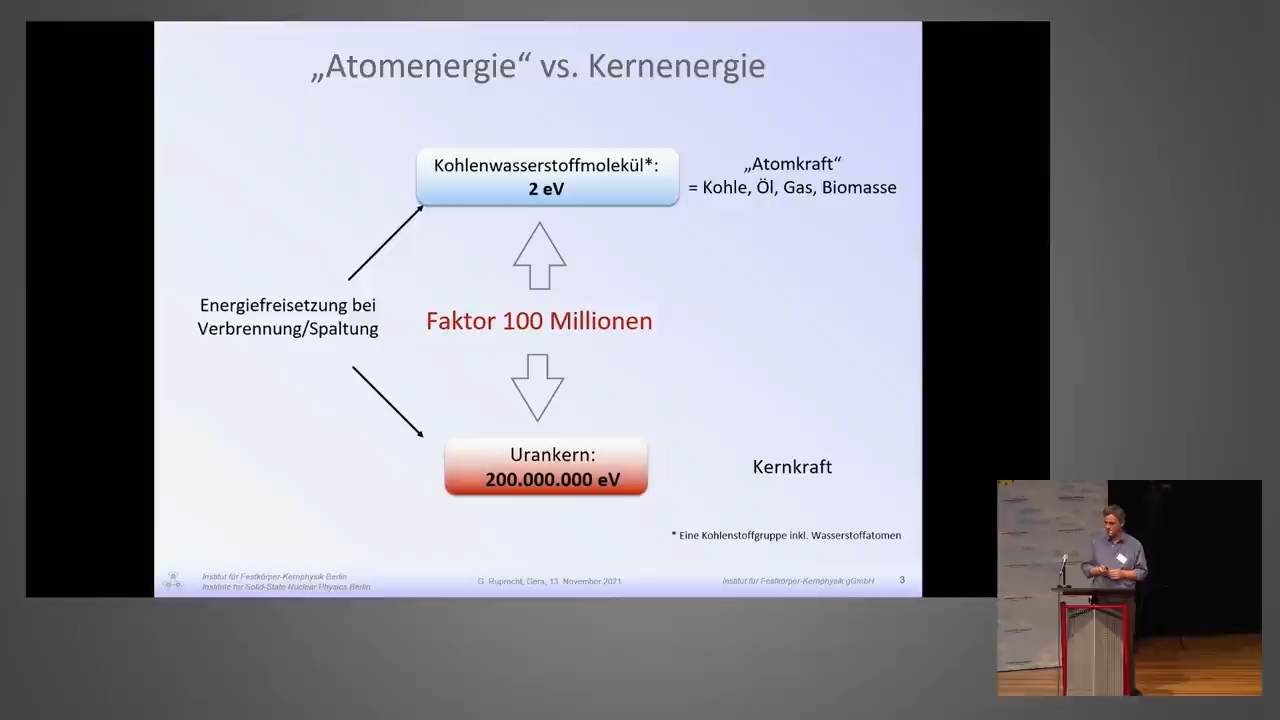 „Atomenergie“ vs. Kernenergie
Kohlenwasserstoffmolekül*:
2 eV
„Atomkraft“
= Kohle, Öl, Gas, Biomasse
Energiefreisetzung bei
Verbrennung/Spaltung
Faktor 100 Millionen
Urankern:
200.000.000 eV
Kernkraft
* Eine Kohlenstoffgruppe inkl. Wasserstoffatomen
Institut für Festkörper-Kernphysik Berlin
Institute for Solid-State Nuclear Physics Berlin
G. Ruprecht, Gera, 13. November 2021
Institut für Festkörper-Kernphysik gGmbH
3